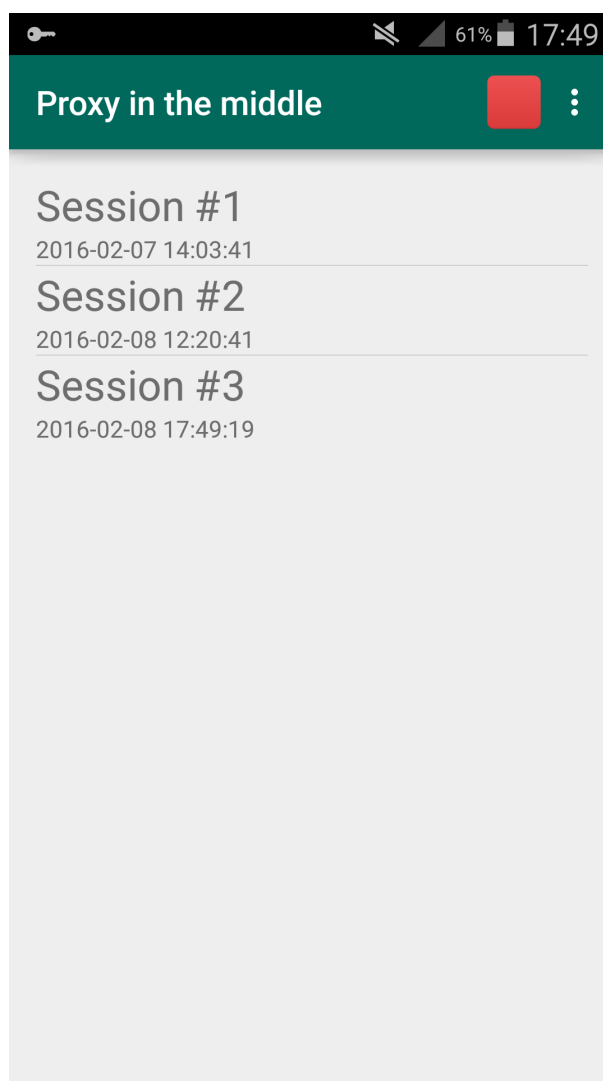 61% 17:49
Proxy in the middle
Session #1
2016-02-07 14:03:41
Session #2
2016-02-08 12:20:41
Session #3
2016-02-08 17:49:19